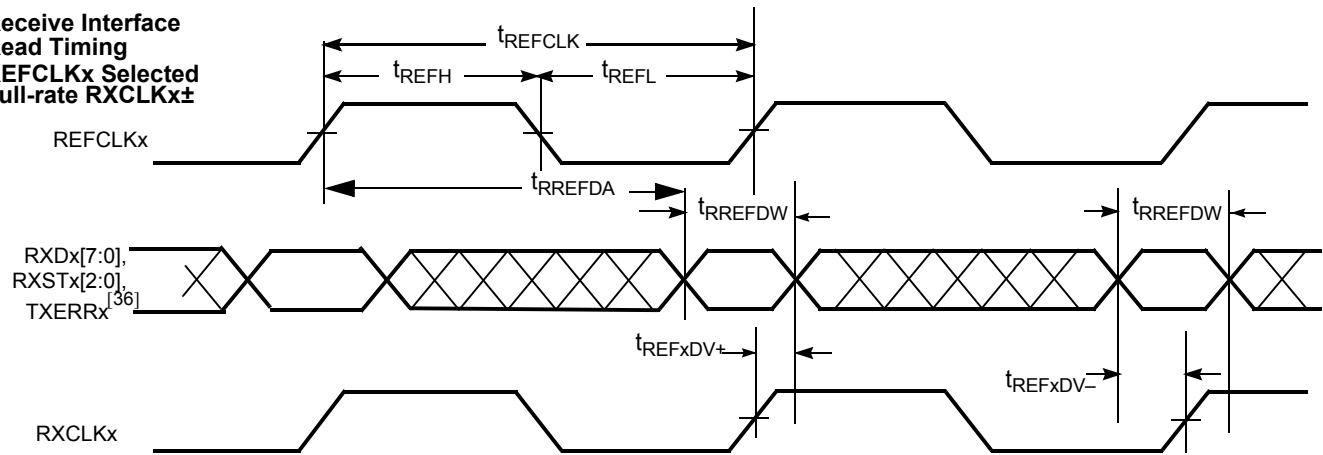 eceive Interface
ead Timing
EFCLKx Selected
ull-rate RXCLKx±
tREFCLK
tREFH
tREFL
REFCLKx
tRREFDA
tRREFDW
tRREFDW
RXDx[7:0],
RXSTx[2:0],
TXERRx[36]
tREFxDV+
tREFxDV–
RXCLKx